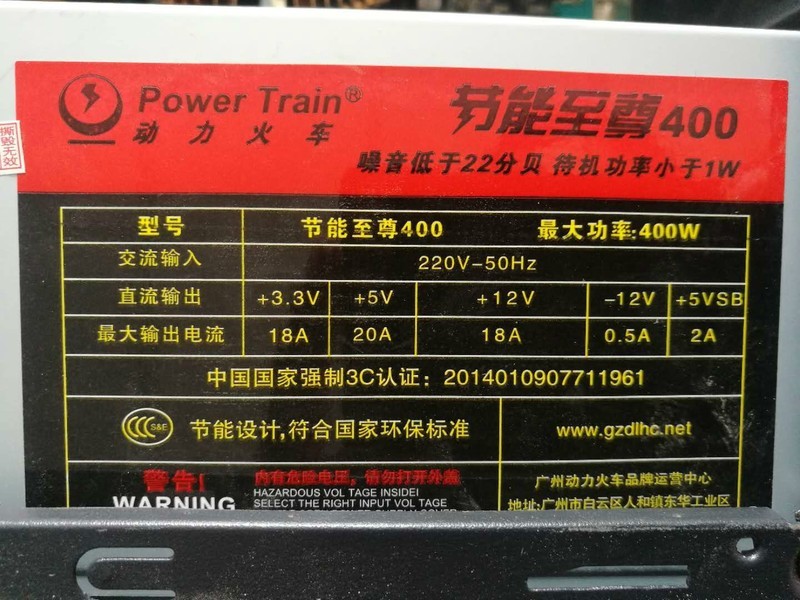 Power Train®
动力火车
节能至尊400
噪音低于22分贝 待机功率小于1W
撕毁无效
型号 节能至尊400 最大功率:400W
交流输入 220V-50Hz
直流输出 +3.3V +5V +12V -12V +5VSB
最大输出电流 18A 20A 18A 0.5A 2A
中国国家强制3C认证：2014010907711961
CCC S&E 节能设计,符合国家环保标准 www.gzdlhc.net
警告! 内有危险电压，请勿打开外盖
WARNING HAZARDOUS VOL TAGE INSIDEI
SELECT THE RIGHT INPUT VOL TAGE
广州动力火车品牌运营中心
地址:广州市白云区人和镇东华工业区